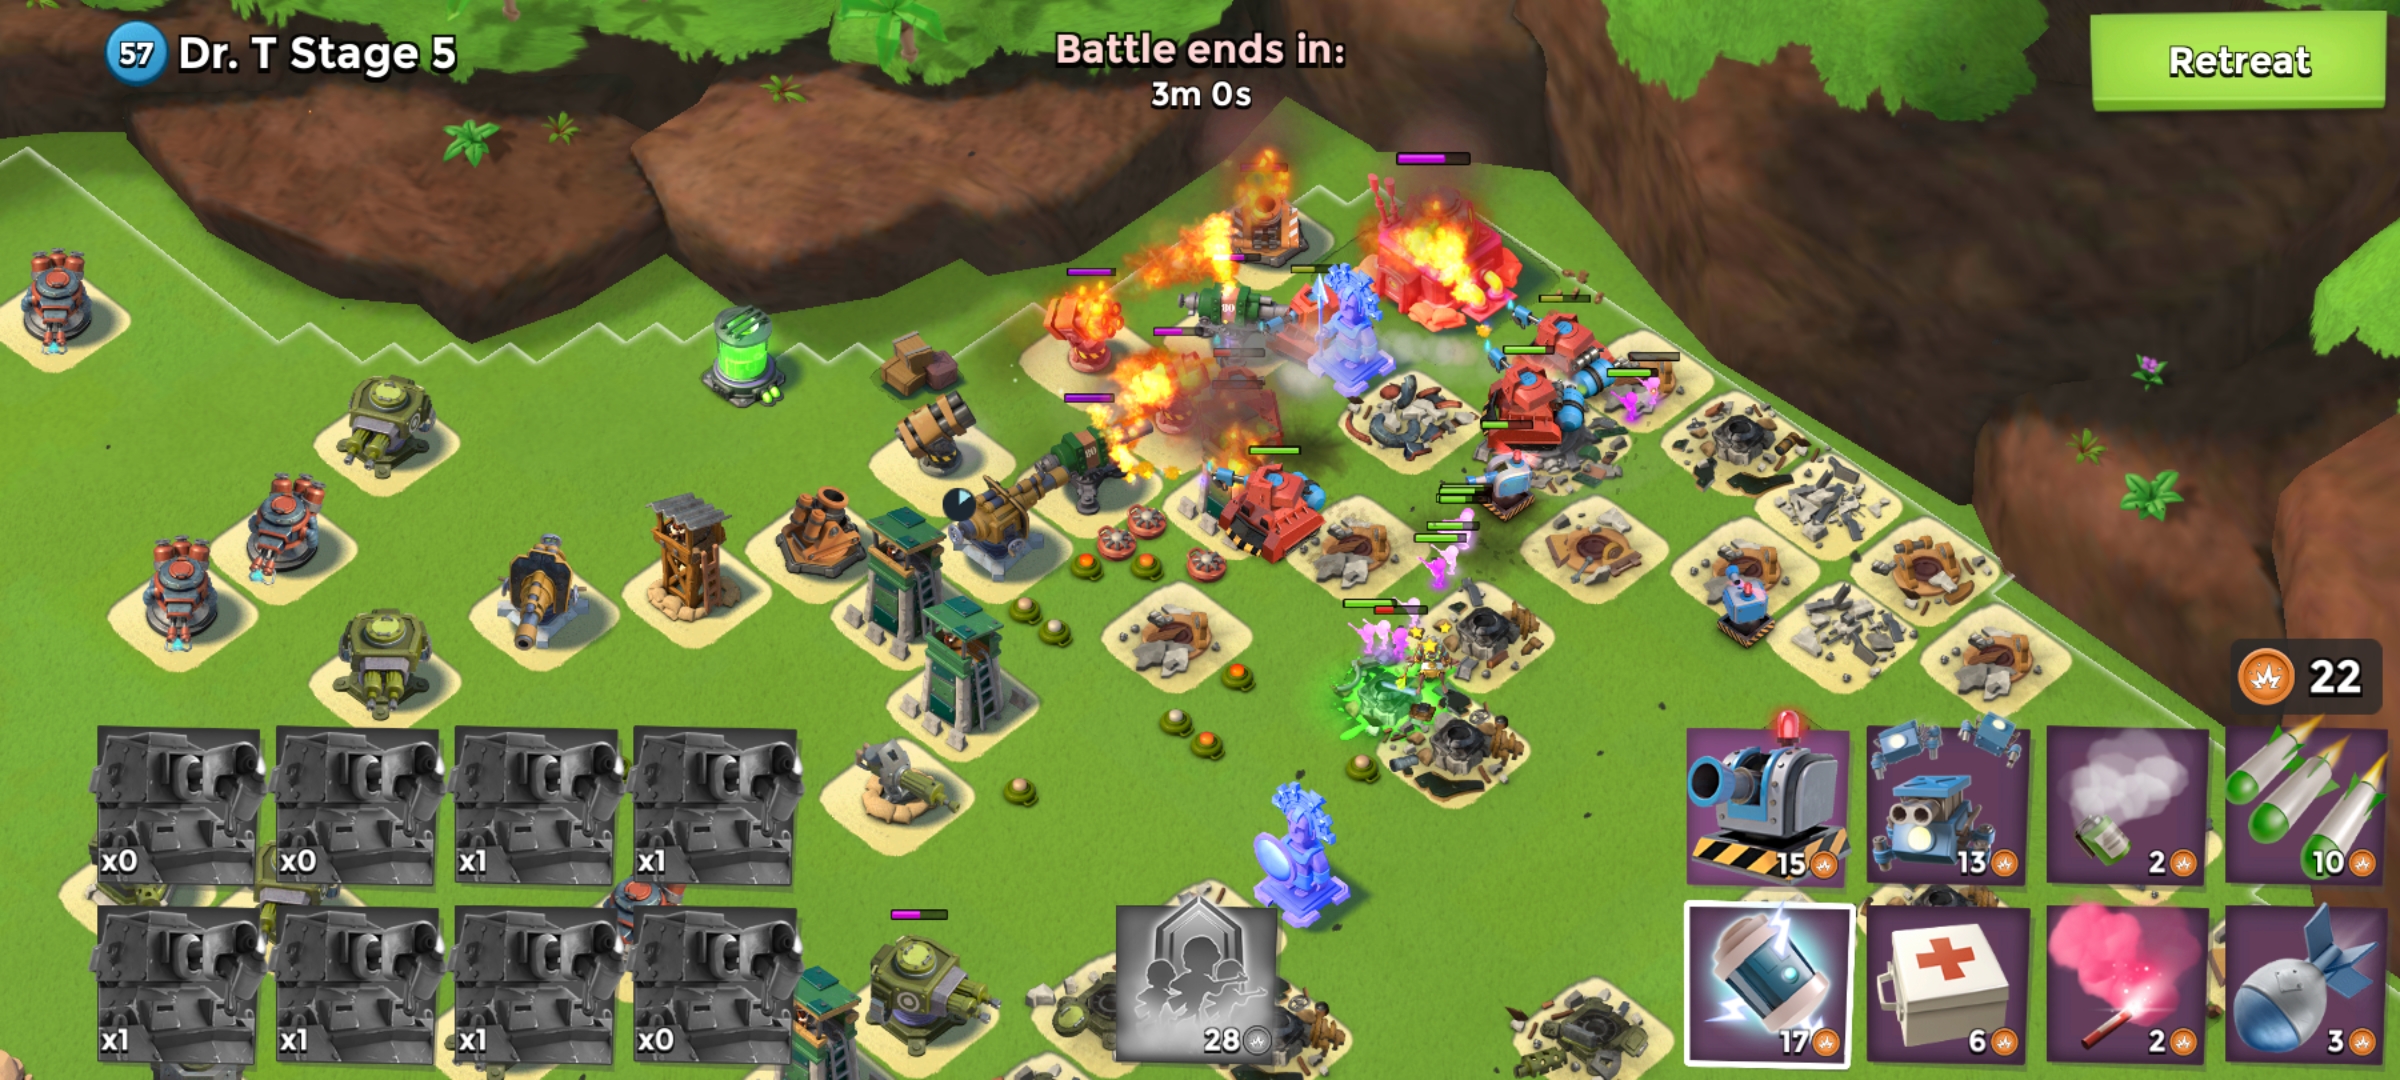 57 Dr. T Stage 5
Battle ends in:
3m 0s
Retreat
22
x0 x0 x1 x1
15 13 2 10
x1 x1 x1 x0
28
17 6 2 3